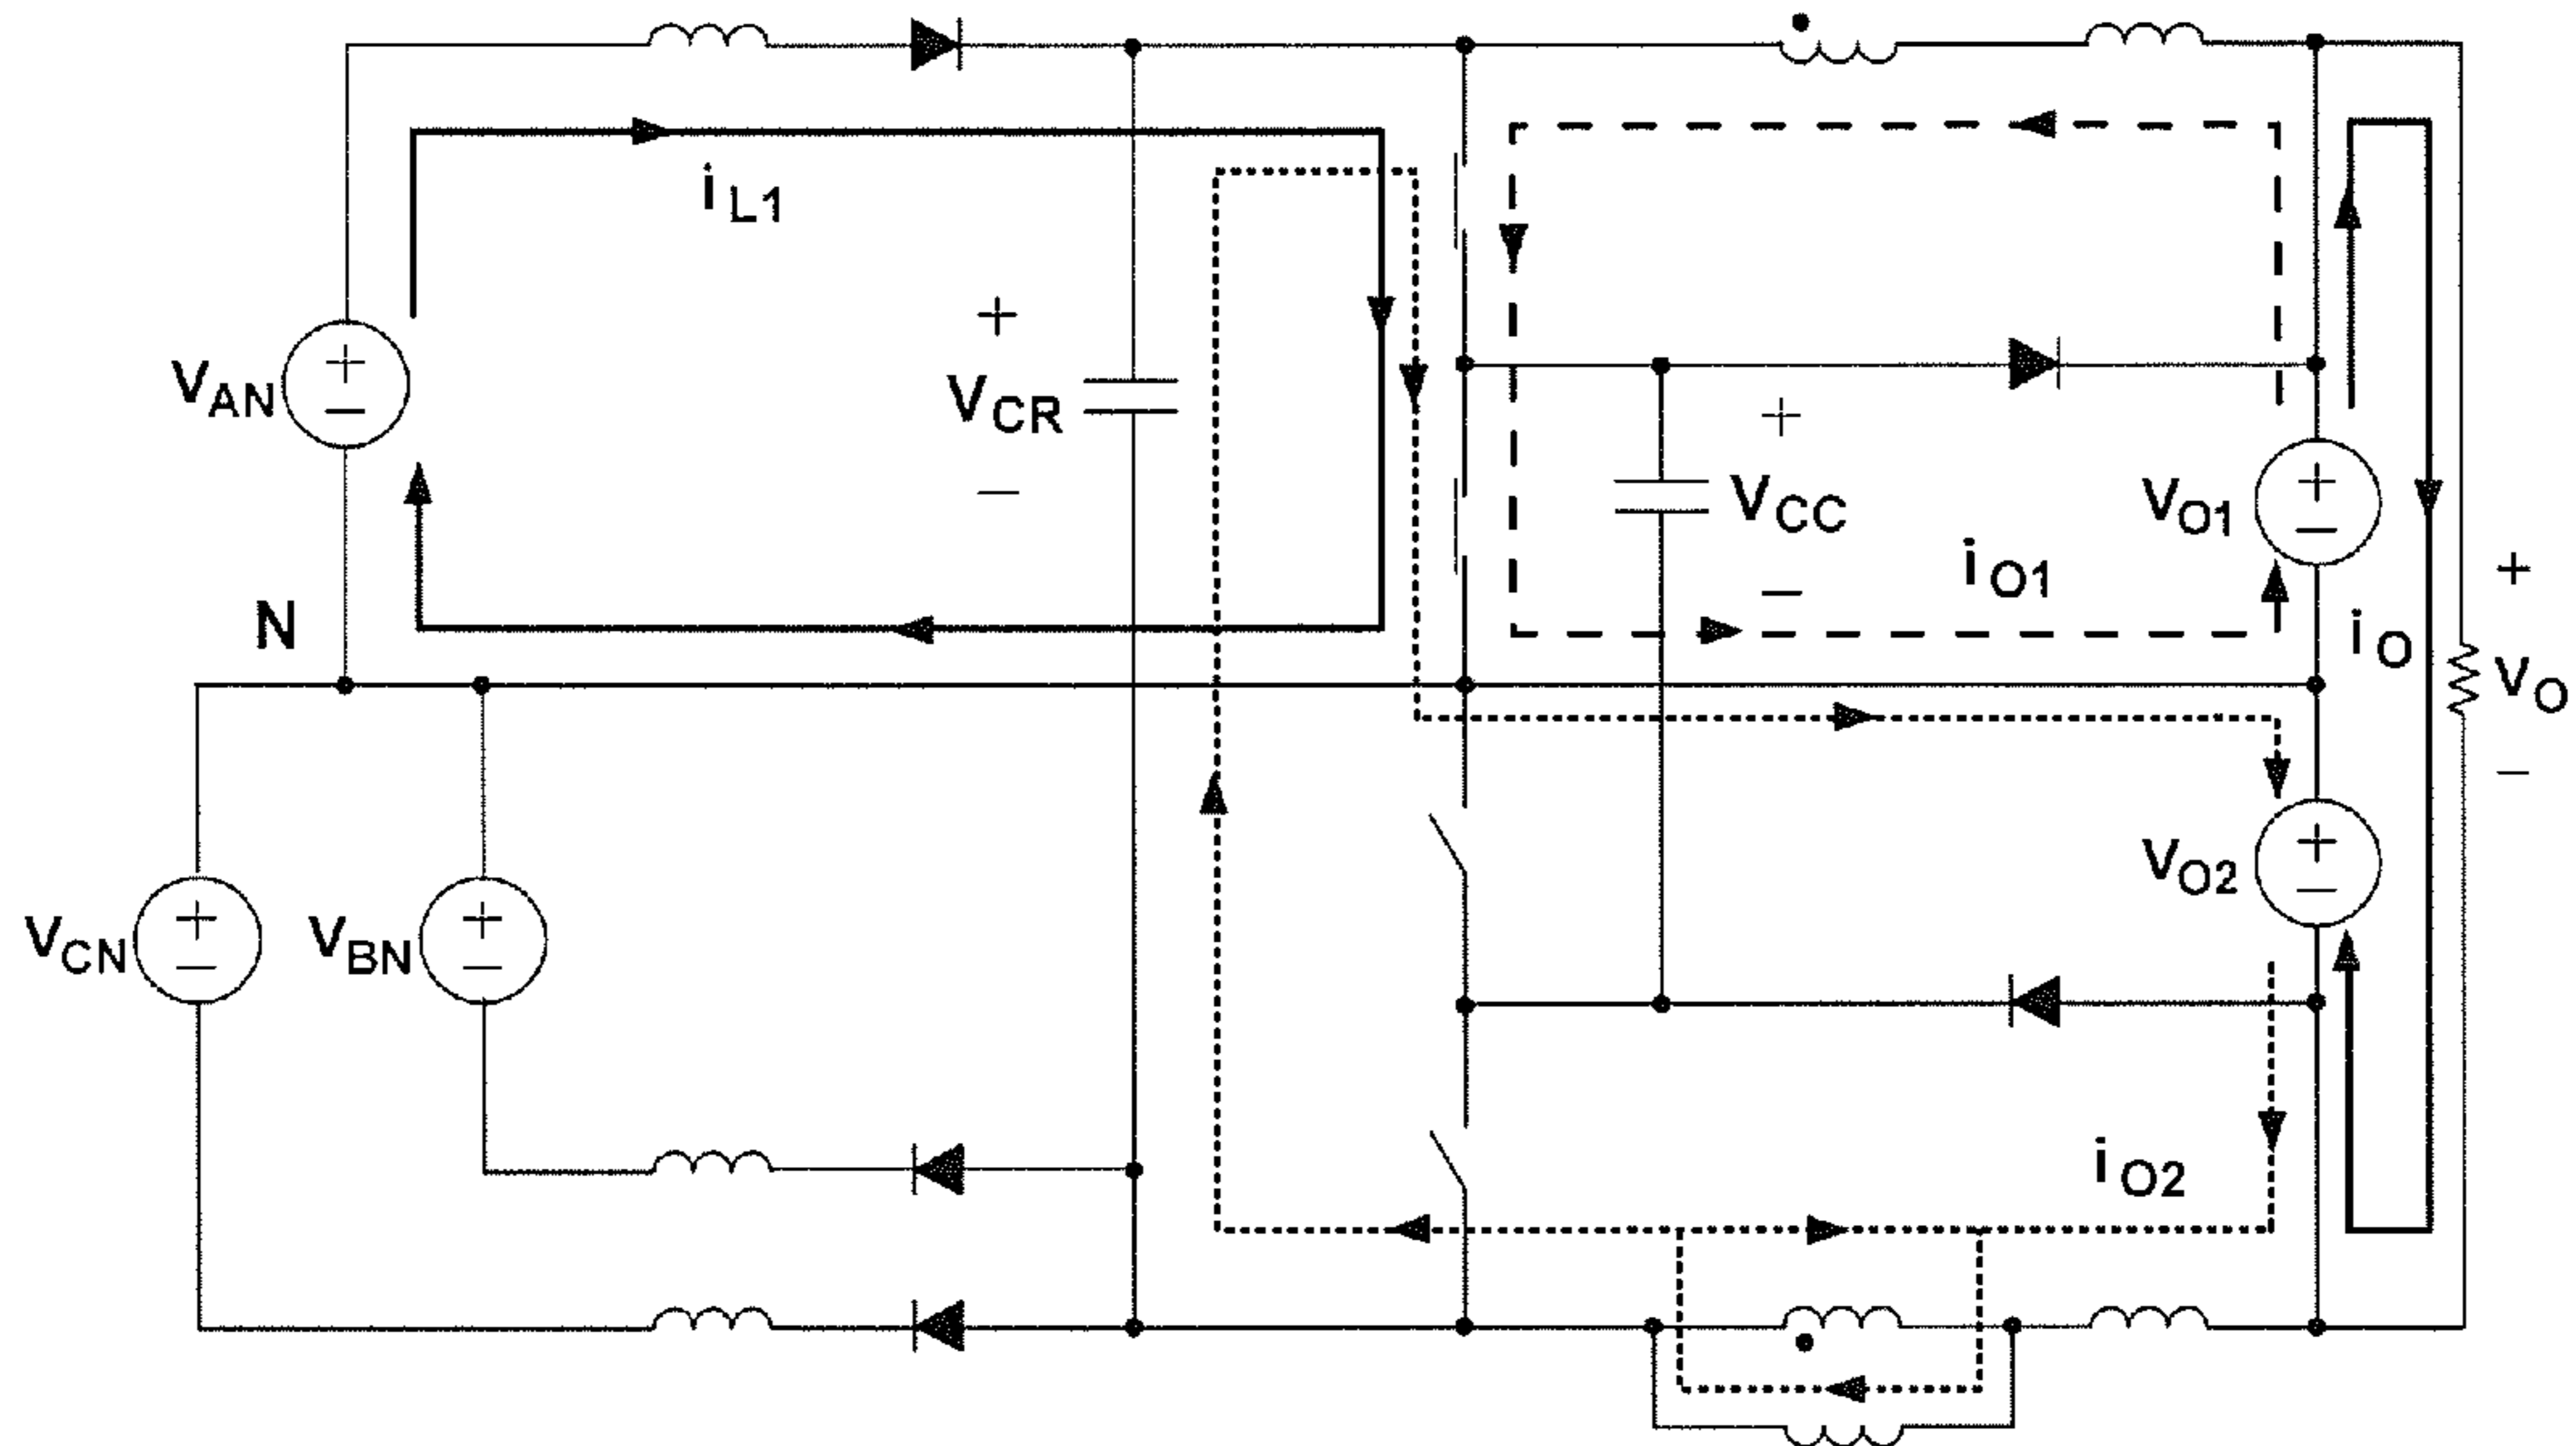 i L1
+
V AN
+
−
V CR
+
−
+
V CC
−
V O1
+
−
i O1
N
i O
+
V O
−
V O2
+
−
V CN
+
−
V BN
+
−
i O2